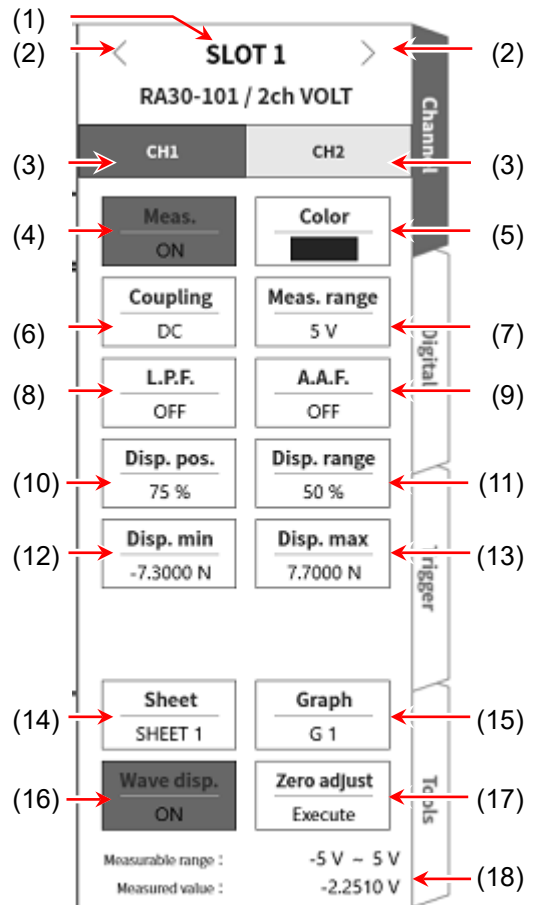 (1)
(2) < SLOT 1 > (2)
RA30-101 / 2ch VOLT
Channel
(3) CH1 CH2 (3)
(4) Meas. Color (5)
ON
Coupling Meas. range
(6) DC 5 V (7)
Digital
L.P.F. A.A.F.
(8) OFF OFF (9)
Disp. pos. Disp. range
(10) 75 % 50 % (11)
Disp. min Disp. max
(12) -7.3000 N 7.7000 N (13)
Trigger
Sheet Graph
(14) SHEET 1 G 1 (15)
Wave disp. Zero adjust
(16) ON Execute (17)
Tools
Measurable range : -5 V ~ 5 V
Measured value : -2.2510 V (18)